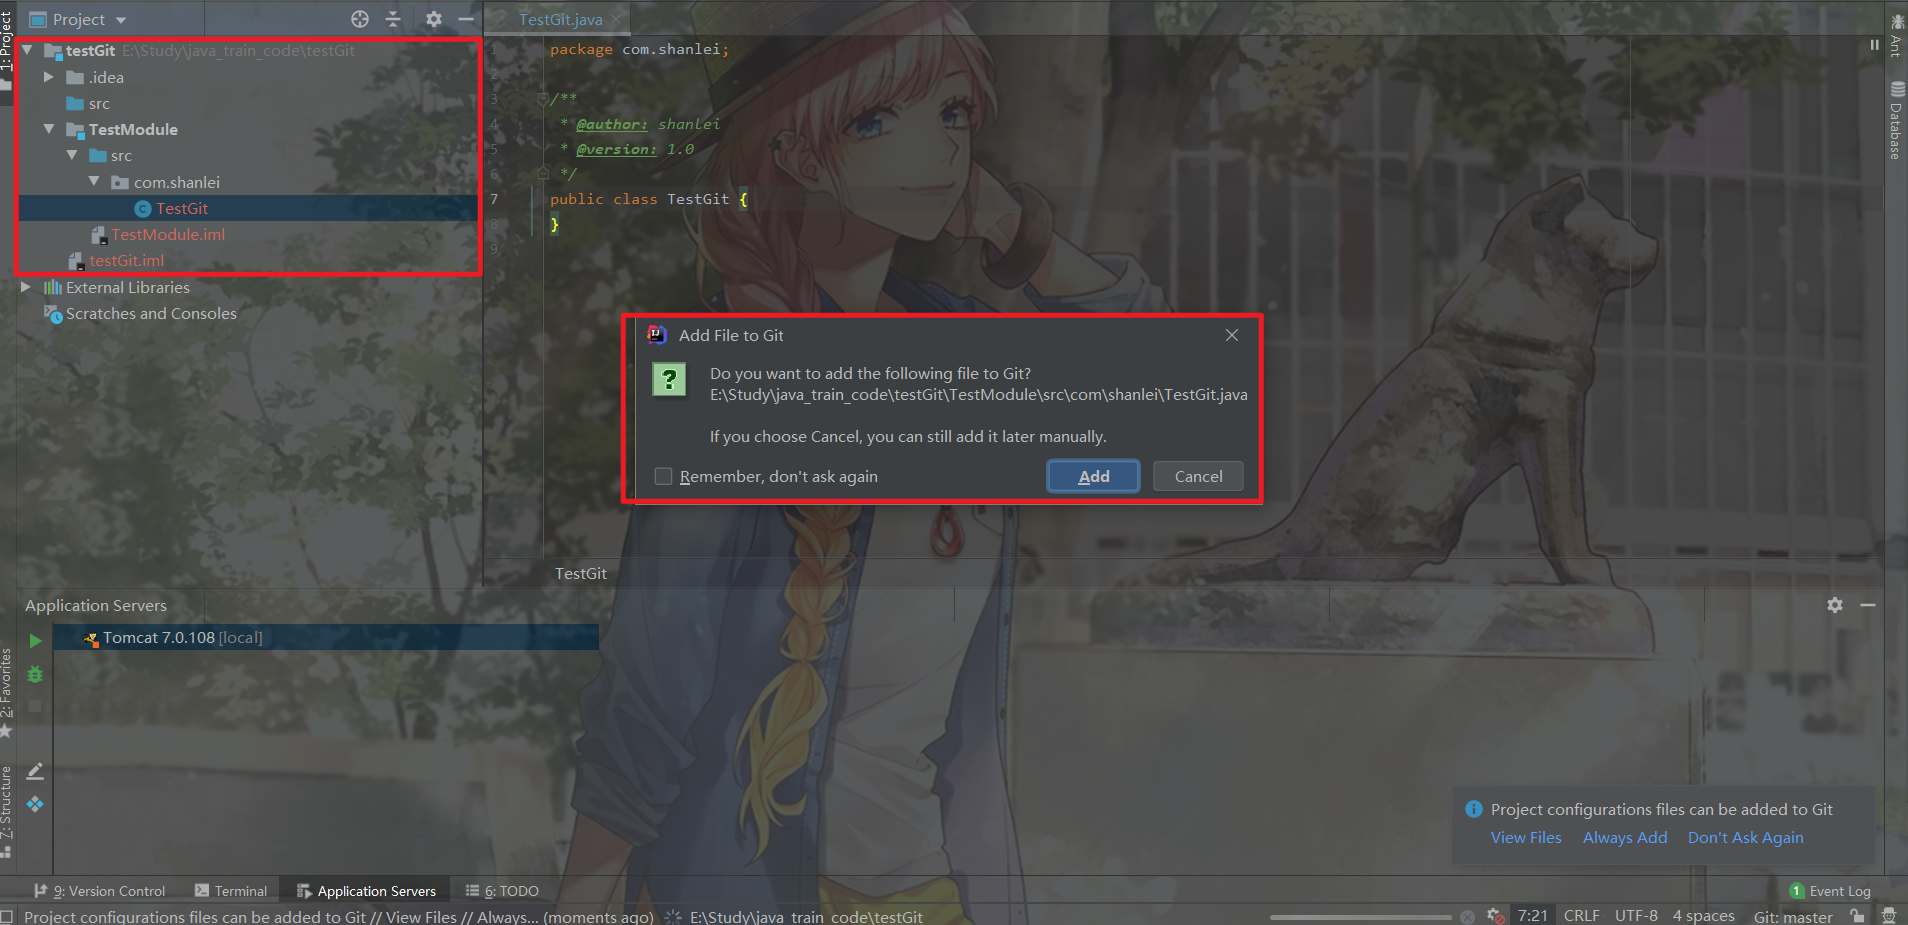 Project
TestGit.java
1: Project
testGit E:\Study\java_train_code\testGit
.idea
src
TestModule
src
com.shanlei
TestGit
TestModule.iml
testGit.iml
External Libraries
Scratches and Consoles
1 package com.shanlei;
2
3 /**
4 * @author: shanlei
5 * @version: 1.0
6 */
7 public class TestGit {
8 }
9
Ant
Database
Add File to Git
Do you want to add the following file to Git?
E:\Study\java_train_code\testGit\TestModule\src\com\shanlei\TestGit.java
If you choose Cancel, you can still add it later manually.
Remember, don't ask again
Add
Cancel
TestGit
Application Servers
Tomcat 7.0.108 [local]
2: Favorites
7: Structure
Project configurations files can be added to Git
View Files Always Add Don't Ask Again
9: Version Control Terminal Application Servers 6: TODO
1 Event Log
Project configurations files can be added to Git // View Files // Always... (moments ago) E:\Study\java_train_code\testGit
7:21 CRLF UTF-8 4 spaces Git: master